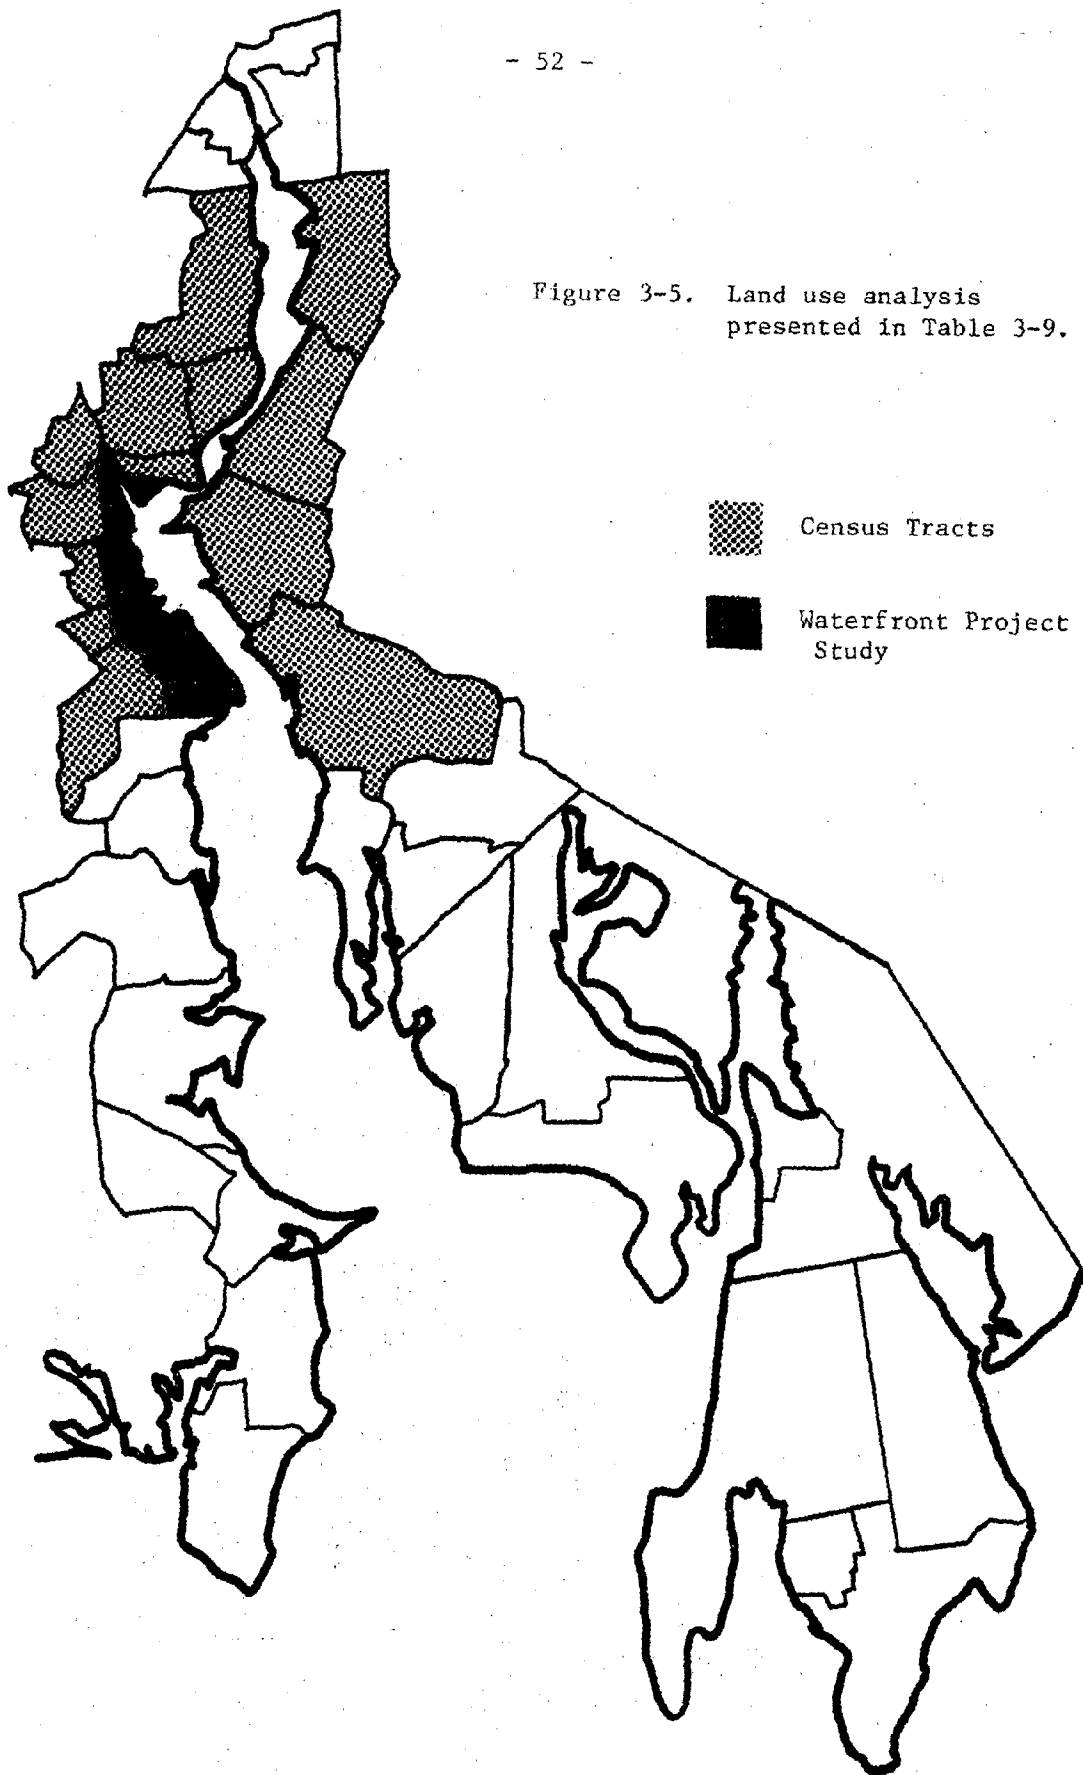 - 52 -
Figure 3-5. Land use analysis
presented in Table 3-9.
Census Tracts
Waterfront Project
Study